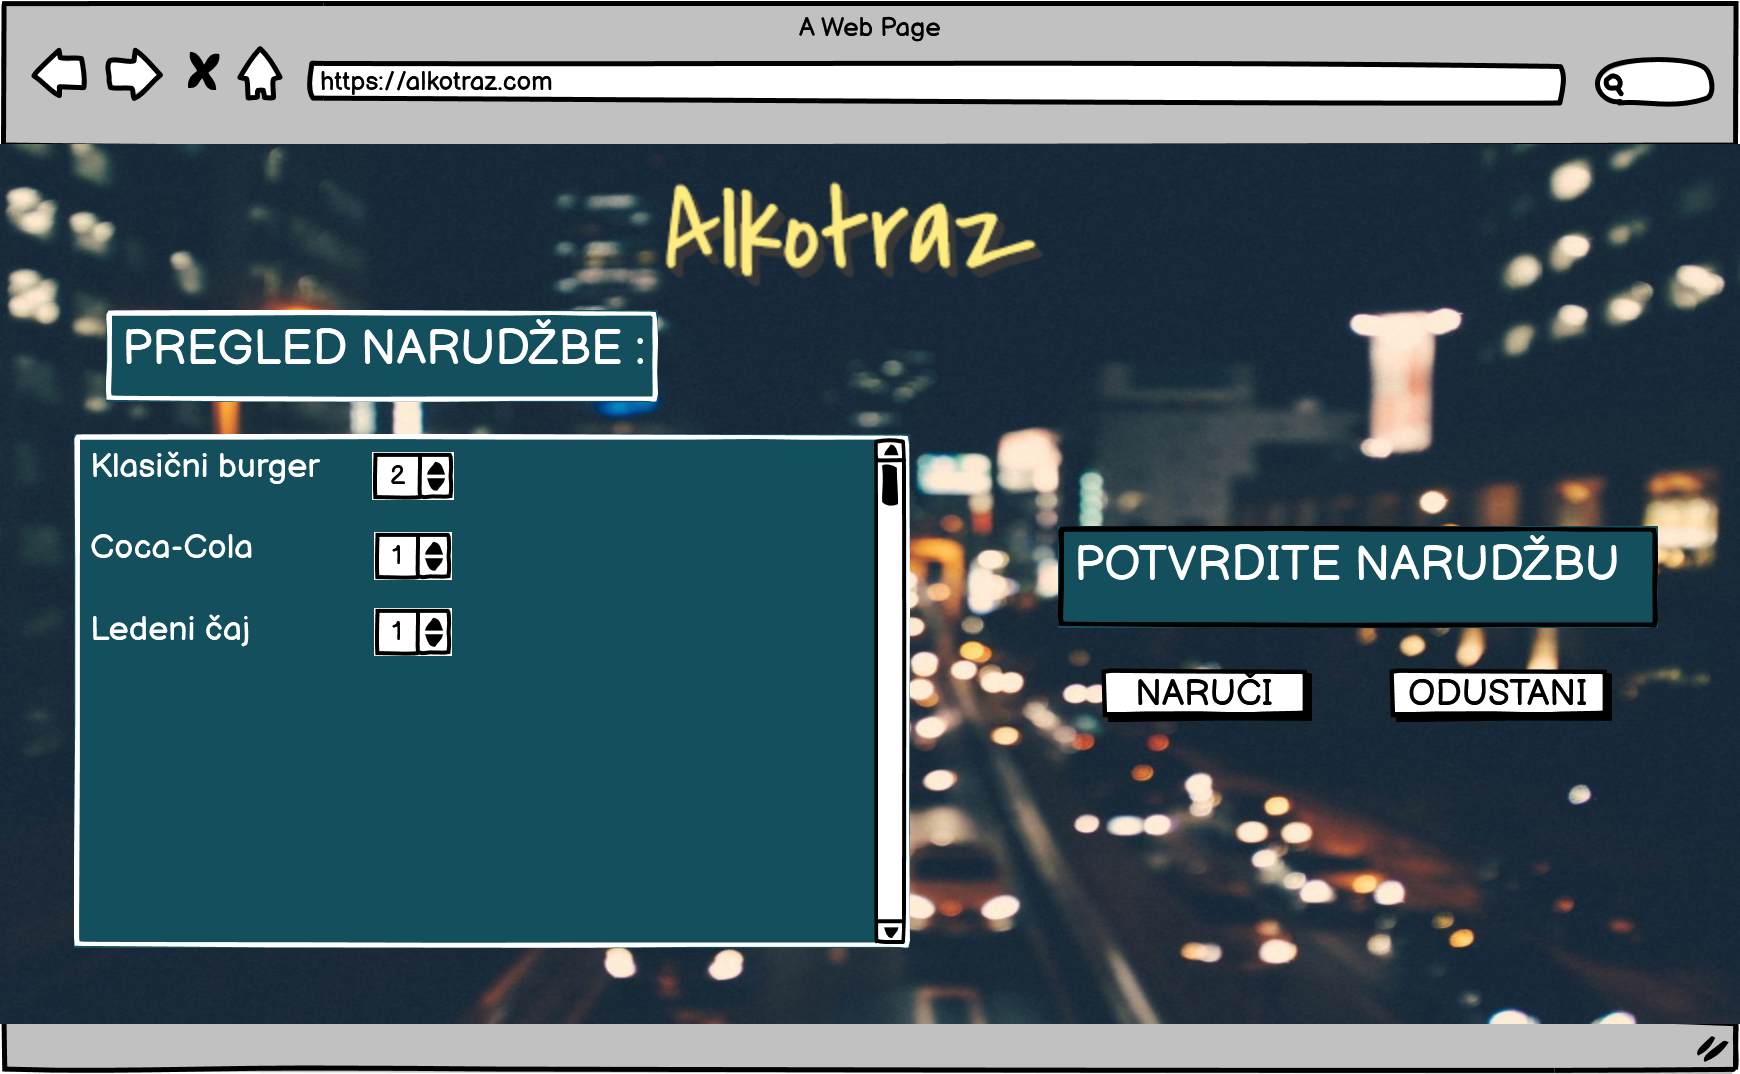 A Web Page
https://alkotraz.com
Alkotraz
PREGLED NARUDŽBE :
Klasični burger 2
Coca-Cola 1
Ledeni čaj 1
POTVRDITE NARUDŽBU
NARUČI ODUSTANI